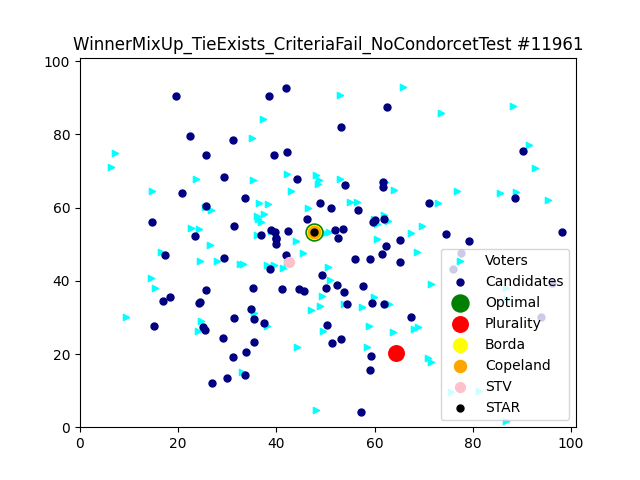 WinnerMixUp_TieExists_CriteriaFail_NoCondorcetTest #11961
100
80
60
40
20
0
0 20 40 60 80 100
Voters
Candidates
Optimal
Plurality
Borda
Copeland
STV
STAR